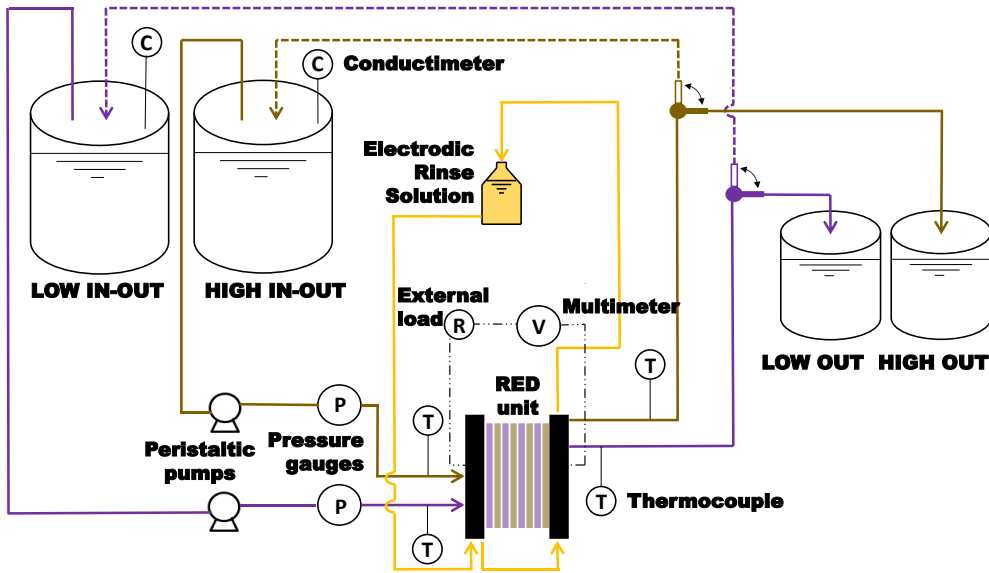 C
C
Conductimeter
Electrodic
Rinse
Solution
LOW IN-OUT
HIGH IN-OUT
External
load
R
V
Multimeter
LOW OUT
HIGH OUT
T
RED
unit
P
T
Peristaltic
pumps
Pressure
gauges
P
T
T
Thermocouple